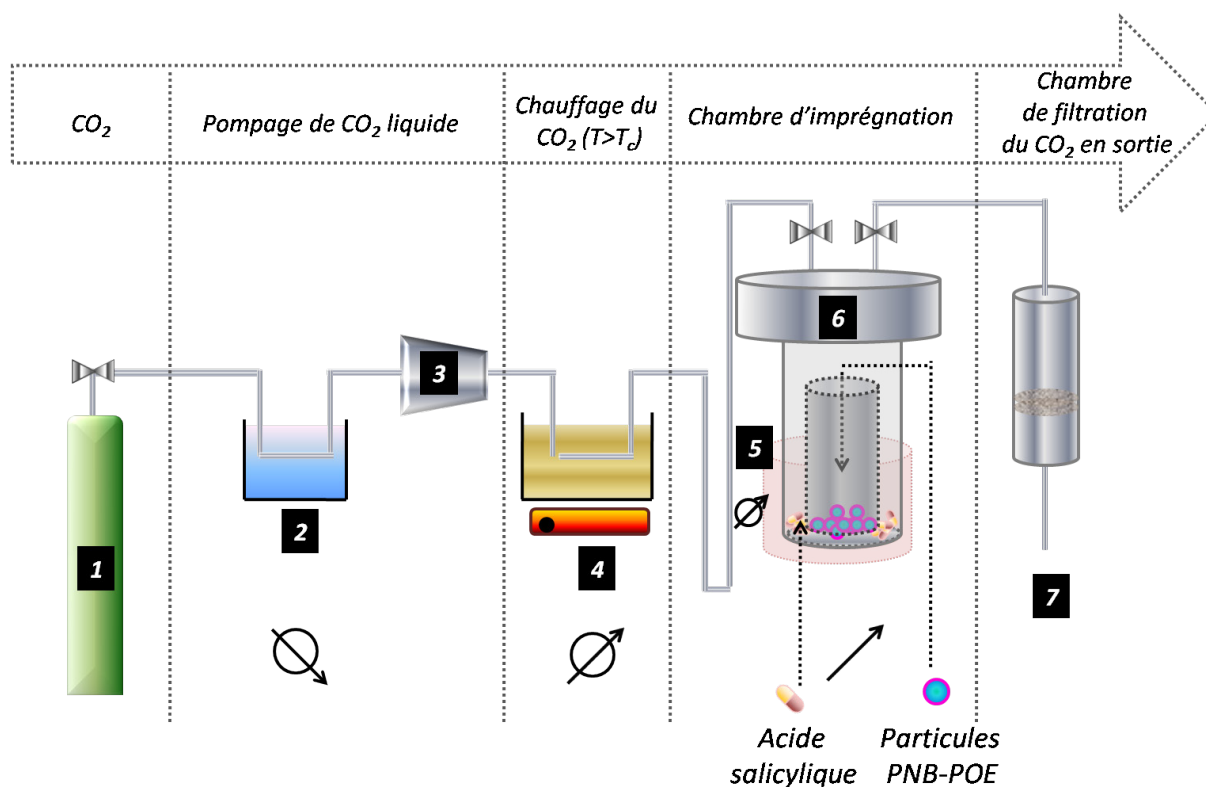 CO2
Pompage de CO2 liquide
Chauffage du
CO2 (T>Tc)
Chambre d'imprégnation
Chambre
de filtration
du CO2 en sortie
1
2
3
4
5
6
7
Acide
salicylique
Particules
PNB-POE